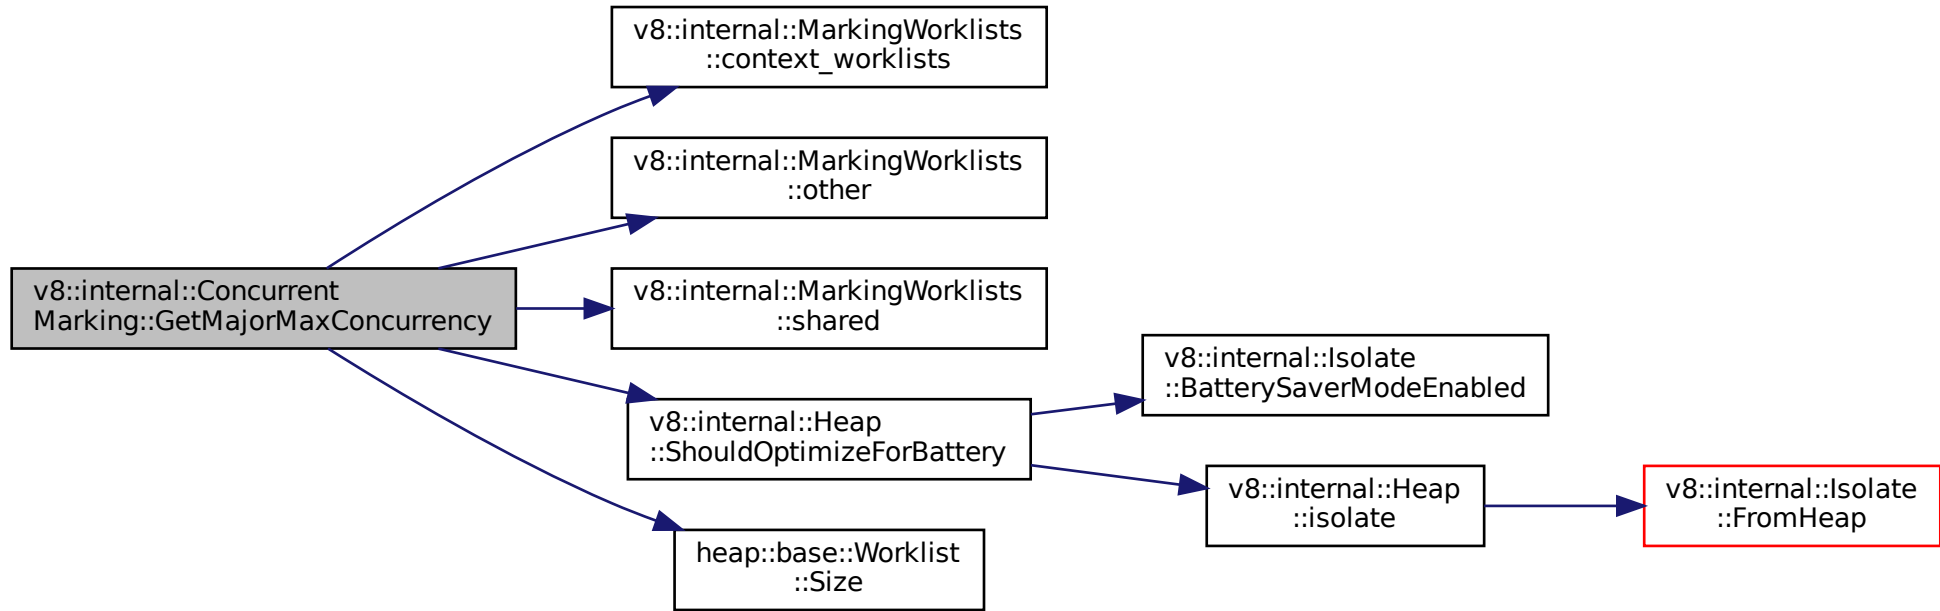 v8::internal::MarkingWorklists
::context_worklists
v8::internal::MarkingWorklists
::other
v8::internal::Concurrent
Marking::GetMajorMaxConcurrency
v8::internal::MarkingWorklists
::shared
v8::internal::Isolate
::BatterySaverModeEnabled
v8::internal::Heap
::ShouldOptimizeForBattery
v8::internal::Heap
::isolate
v8::internal::Isolate
::FromHeap
heap::base::Worklist
::Size